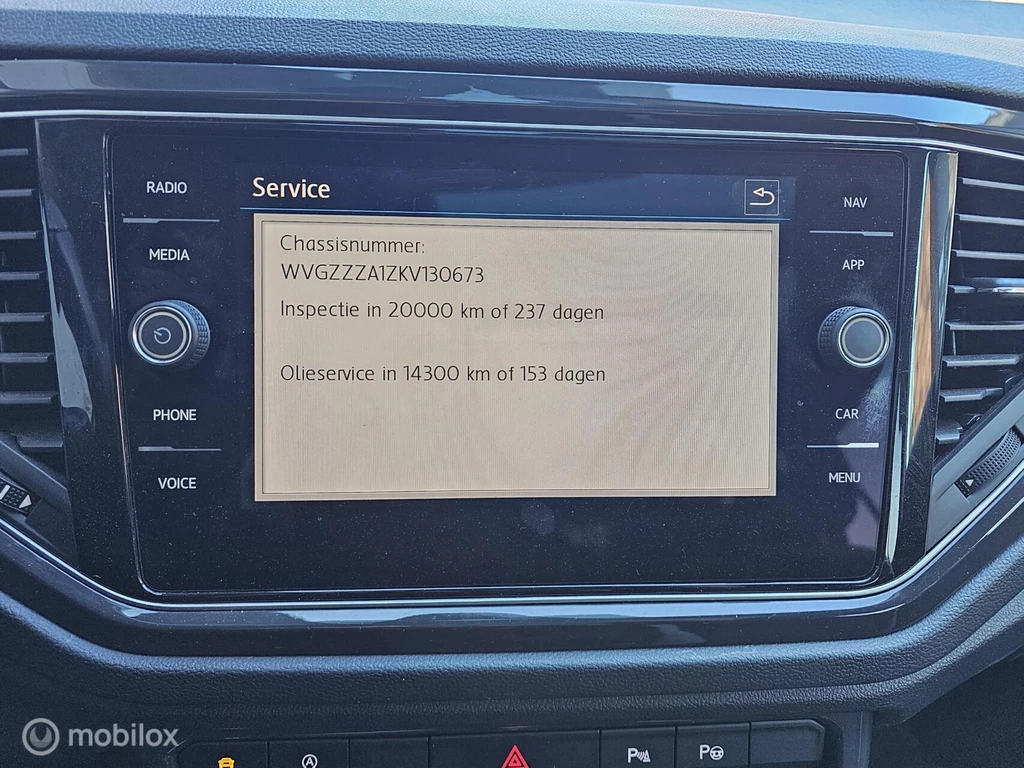 Service
RADIO
MEDIA
PHONE
VOICE
Chassisnummer:
WVGZZZA1ZKV130673
Inspectie in 20000 km of 237 dagen
Olieservice in 14300 km of 153 dagen
NAV
APP
CAR
MENU
A
P
P
mobilox